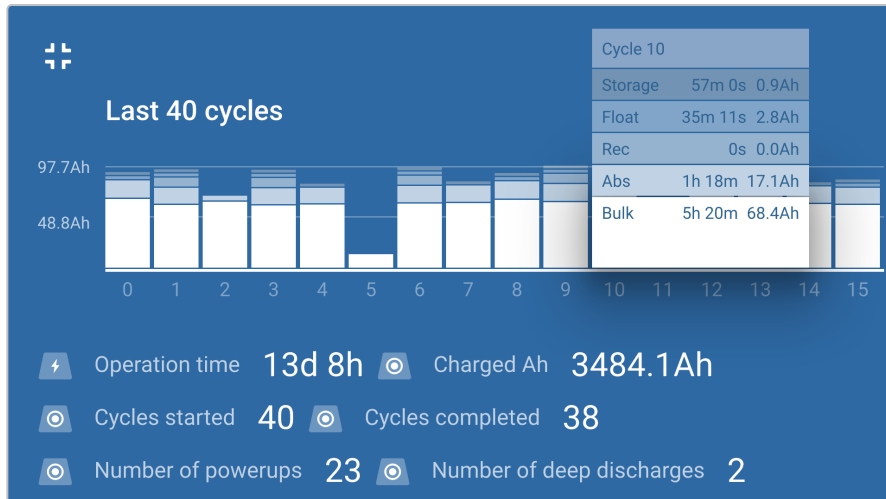 Cycle 10
Storage 57m 0s 0.9Ah
Last 40 cycles
Float 35m 11s 2.8Ah
Rec 0s 0.0Ah
97.7Ah
Abs 1h 18m 17.1Ah
Bulk 5h 20m 68.4Ah
48.8Ah
0 1 2 3 4 5 6 7 8 9 10 11 12 13 14 15
Operation time 13d 8h Charged Ah 3484.1Ah
Cycles started 40 Cycles completed 38
Number of powerups 23 Number of deep discharges 2